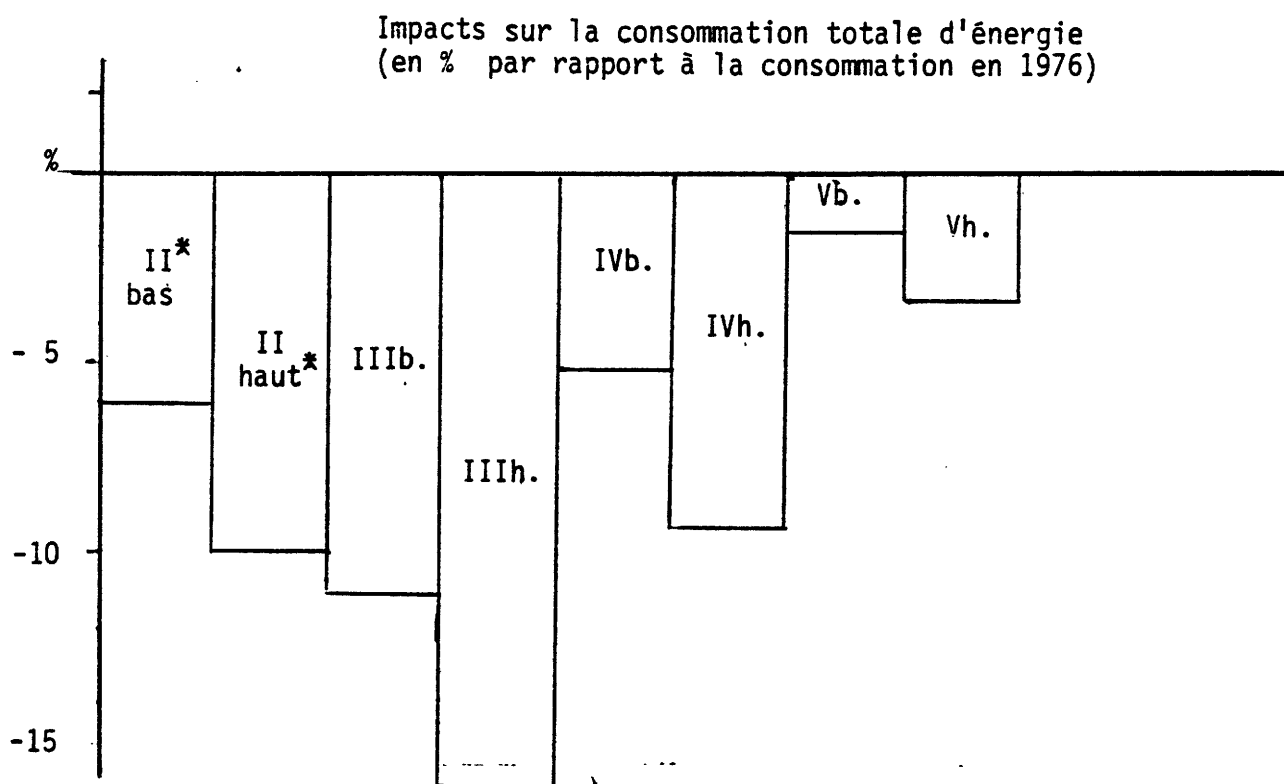 Impacts sur la consommation totale d'énergie
(en % par rapport à la consommation en 1976)
%
Vb.
Vh.
II*
bas
IVb.
IVh.
- 5
II
haut*
IIIb.
IIIh.
-10
-15